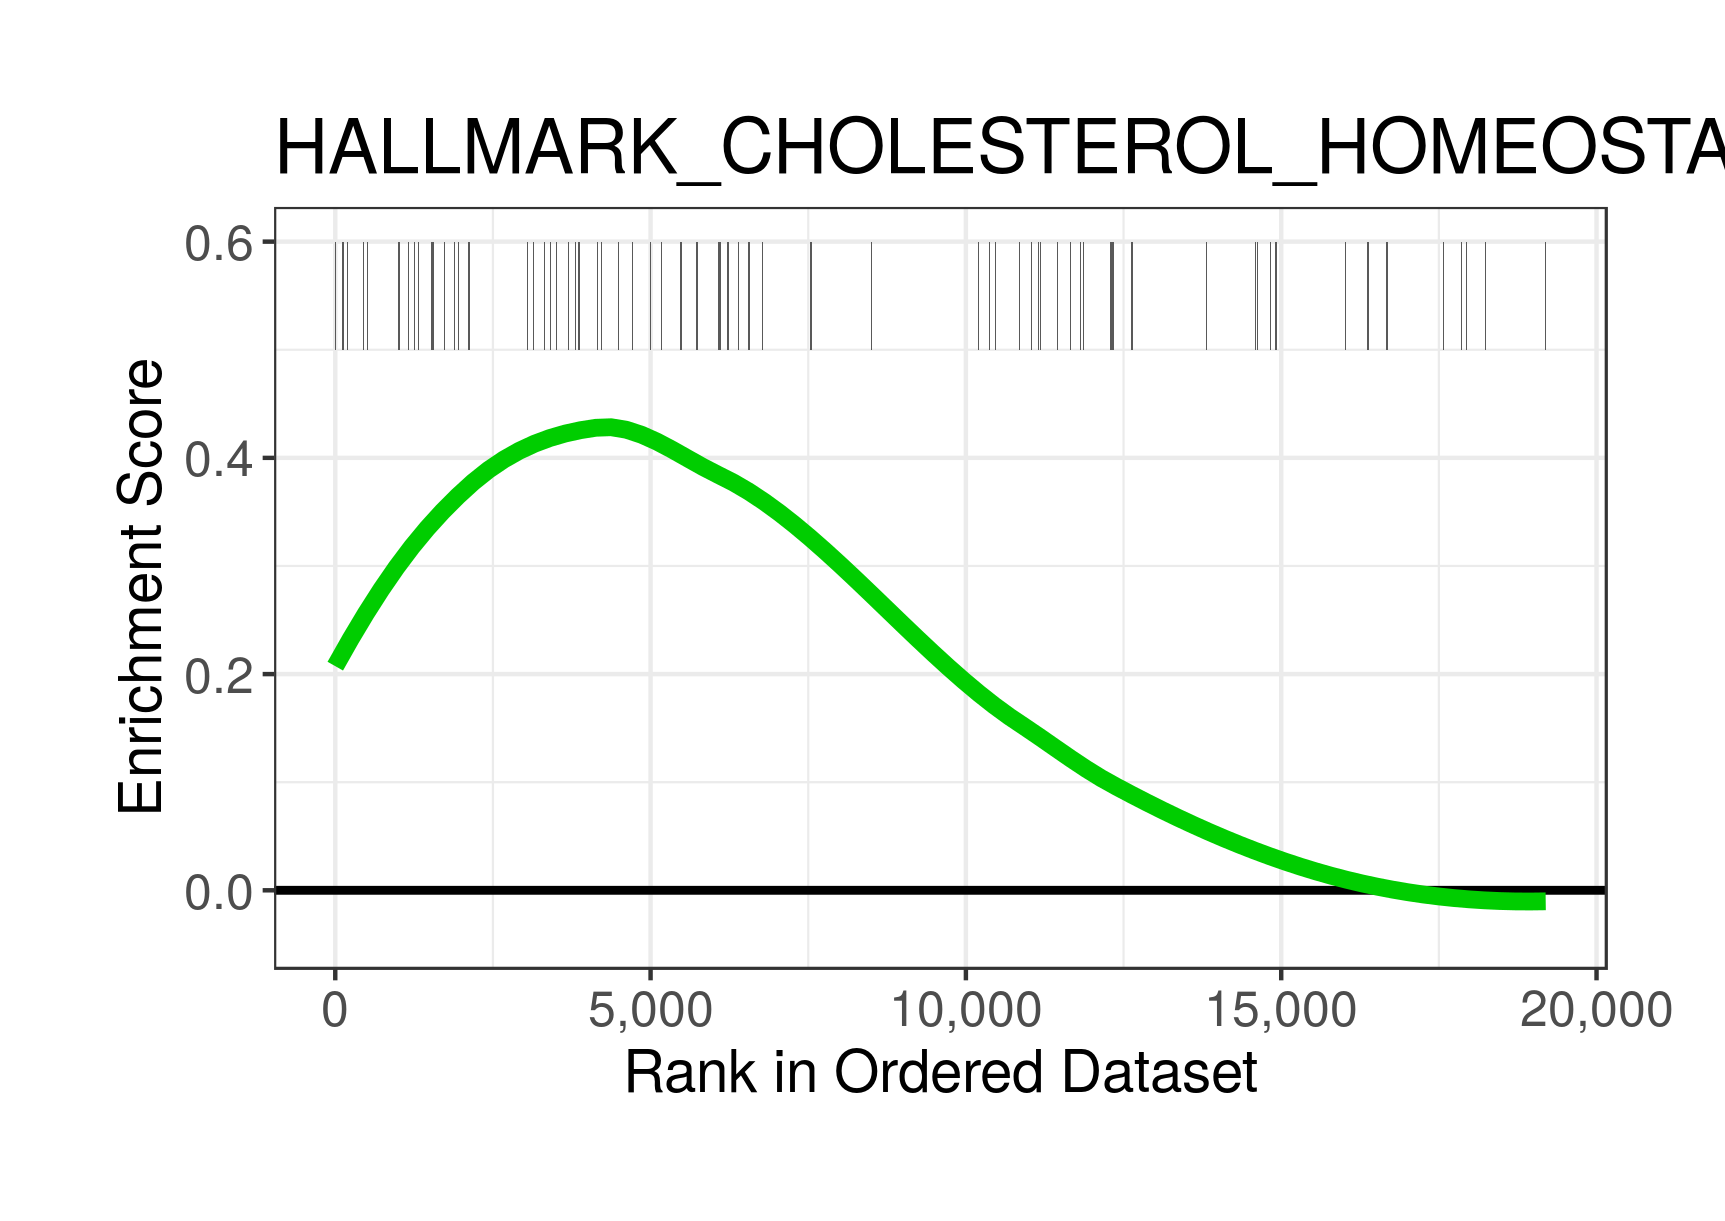 HALLMARK_CHOLESTEROL_HOMEOSTA
0.6
0.4
0.2
0.0
Enrichment Score
0 5,000 10,000 15,000 20,000
Rank in Ordered Dataset